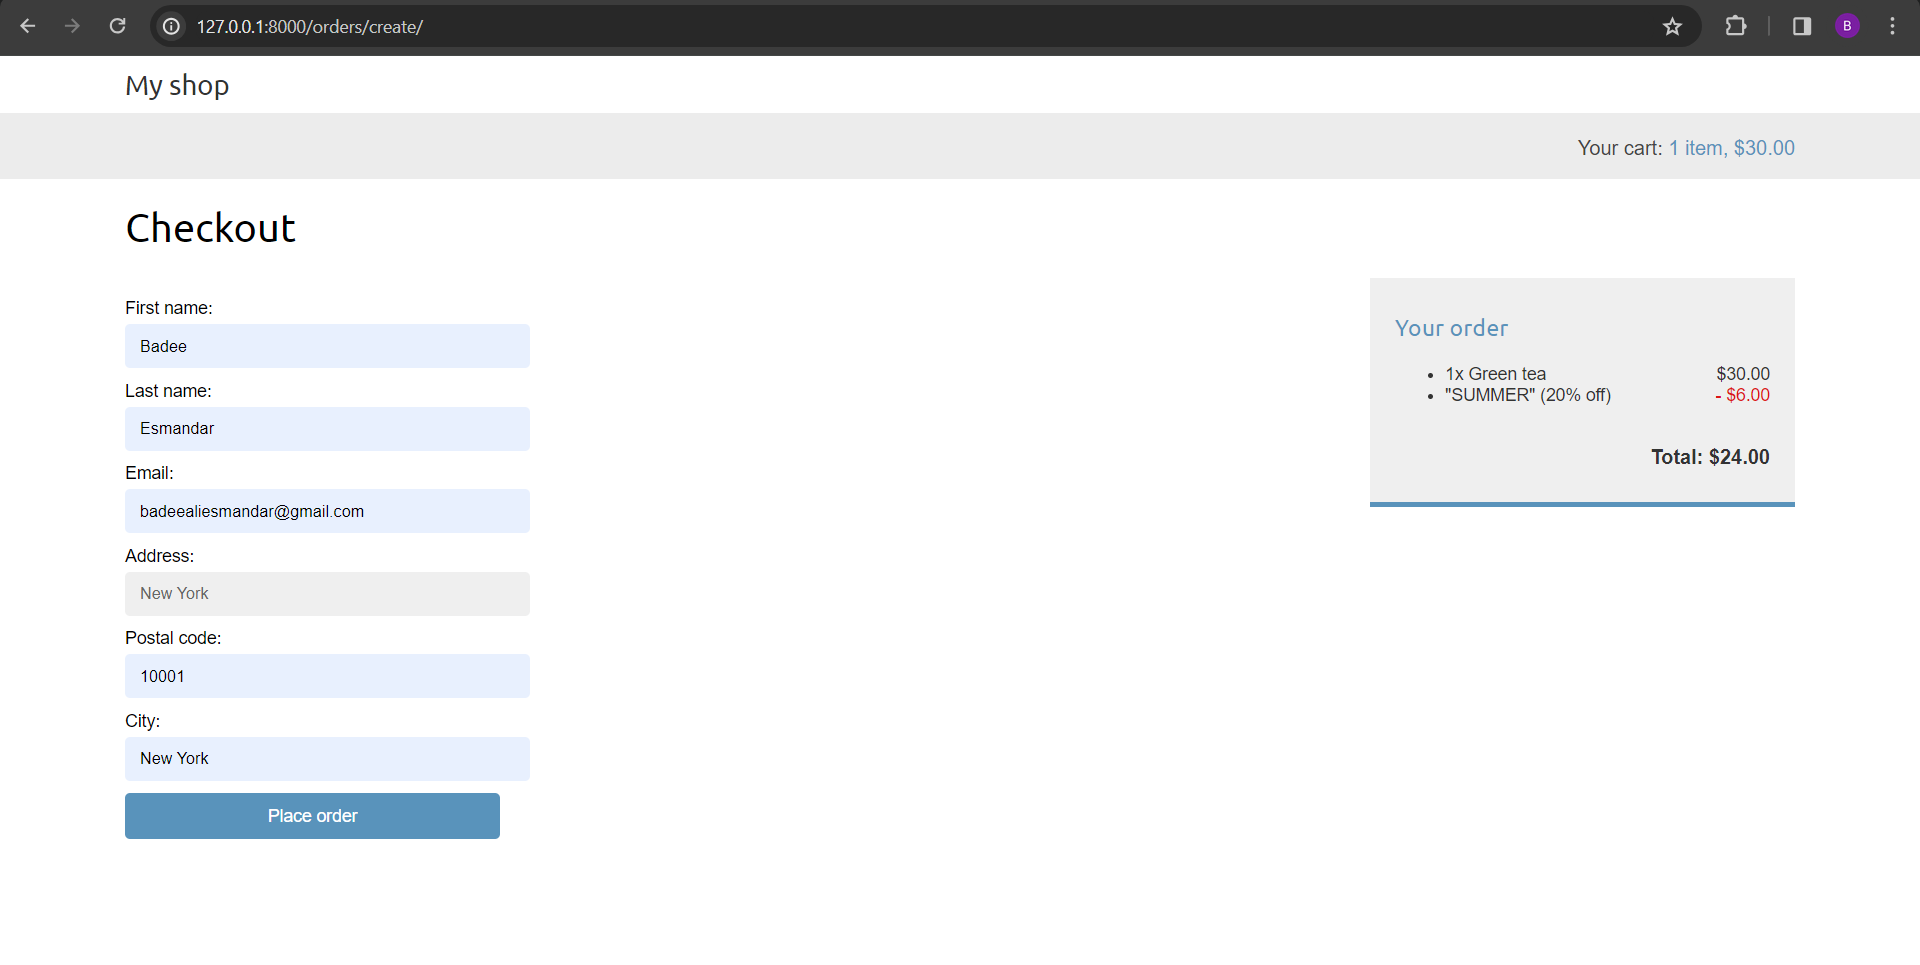 127.0.0.1:8000/orders/create/
B
My shop
Your cart: 1 item, $30.00
Checkout
First name:
Badee
Last name:
Esmandar
Email:
badeealiesmandar@gmail.com
Address:
New York
Postal code:
10001
City:
New York
Place order
Your order
1x Green tea $30.00
"SUMMER" (20% off) - $6.00
Total: $24.00